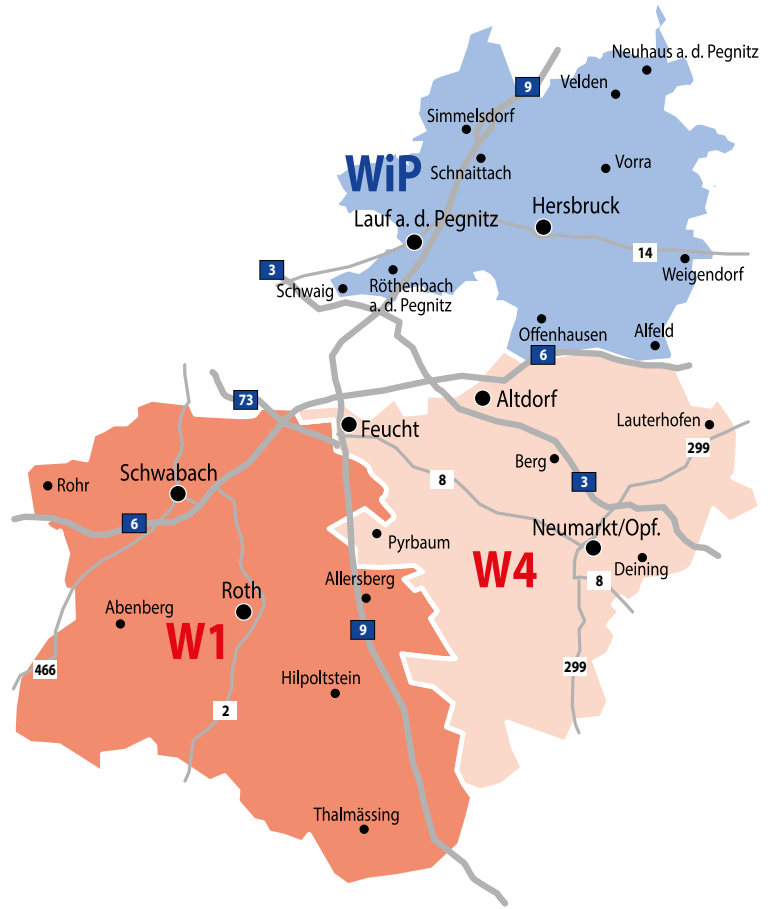 Neuhaus a. d. Pegnitz
9
Velden
Simmelsdorf
WiP
Schnaittach
Vorra
Lauf a. d. Pegnitz
Hersbruck
14
3
Schwaig
Röthenbach
a. d. Pegnitz
Weigendorf
Offenhausen
Alfeld
6
73
Altdorf
Feucht
Lauterhofen
299
Berg
Schwabach
Rohr
8
3
6
Neumarkt/Opf.
Pyrbaum
W4
Deining
8
Allersberg
Roth
Abenberg
W1
9
466
299
Hilpoltstein
2
Thalmässing